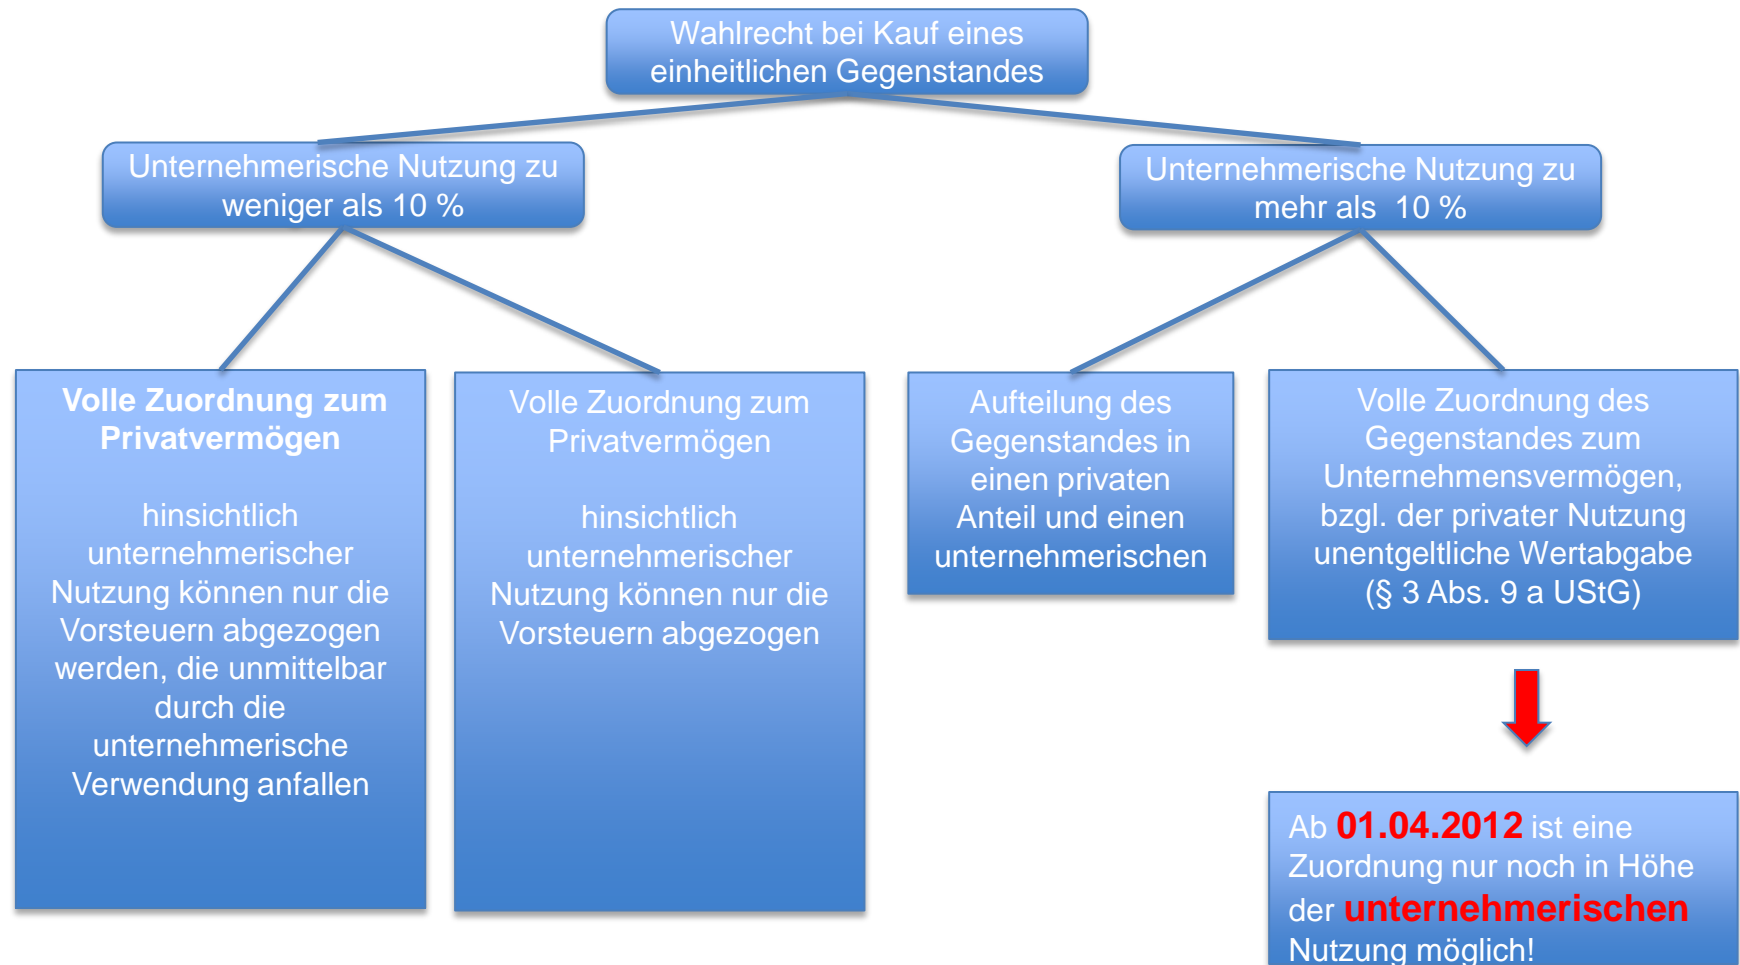 Wahlrecht bei Kauf eines
einheitlichen Gegenstandes
Unternehmerische Nutzung zu
weniger als 10 %
Unternehmerische Nutzung zu
mehr als 10 %
Volle Zuordnung zum
Privatvermögen
hinsichtlich
unternehmerischer
Nutzung können nur die
Vorsteuern abgezogen
werden, die unmittelbar
durch die
unternehmerische
Verwendung anfallen
Volle Zuordnung zum
Privatvermögen
hinsichtlich
unternehmerischer
Nutzung können nur die
Vorsteuern abgezogen
Aufteilung des
Gegenstandes in
einen privaten
Anteil und einen
unternehmerischen
Volle Zuordnung des
Gegenstandes zum
Unternehmensvermögen,
bzgl. der privater Nutzung
unentgeltliche Wertabgabe
(§ 3 Abs. 9 a UStG)
Ab 01.04.2012 ist eine
Zuordnung nur noch in Höhe
der unternehmerischen
Nutzung möglich!